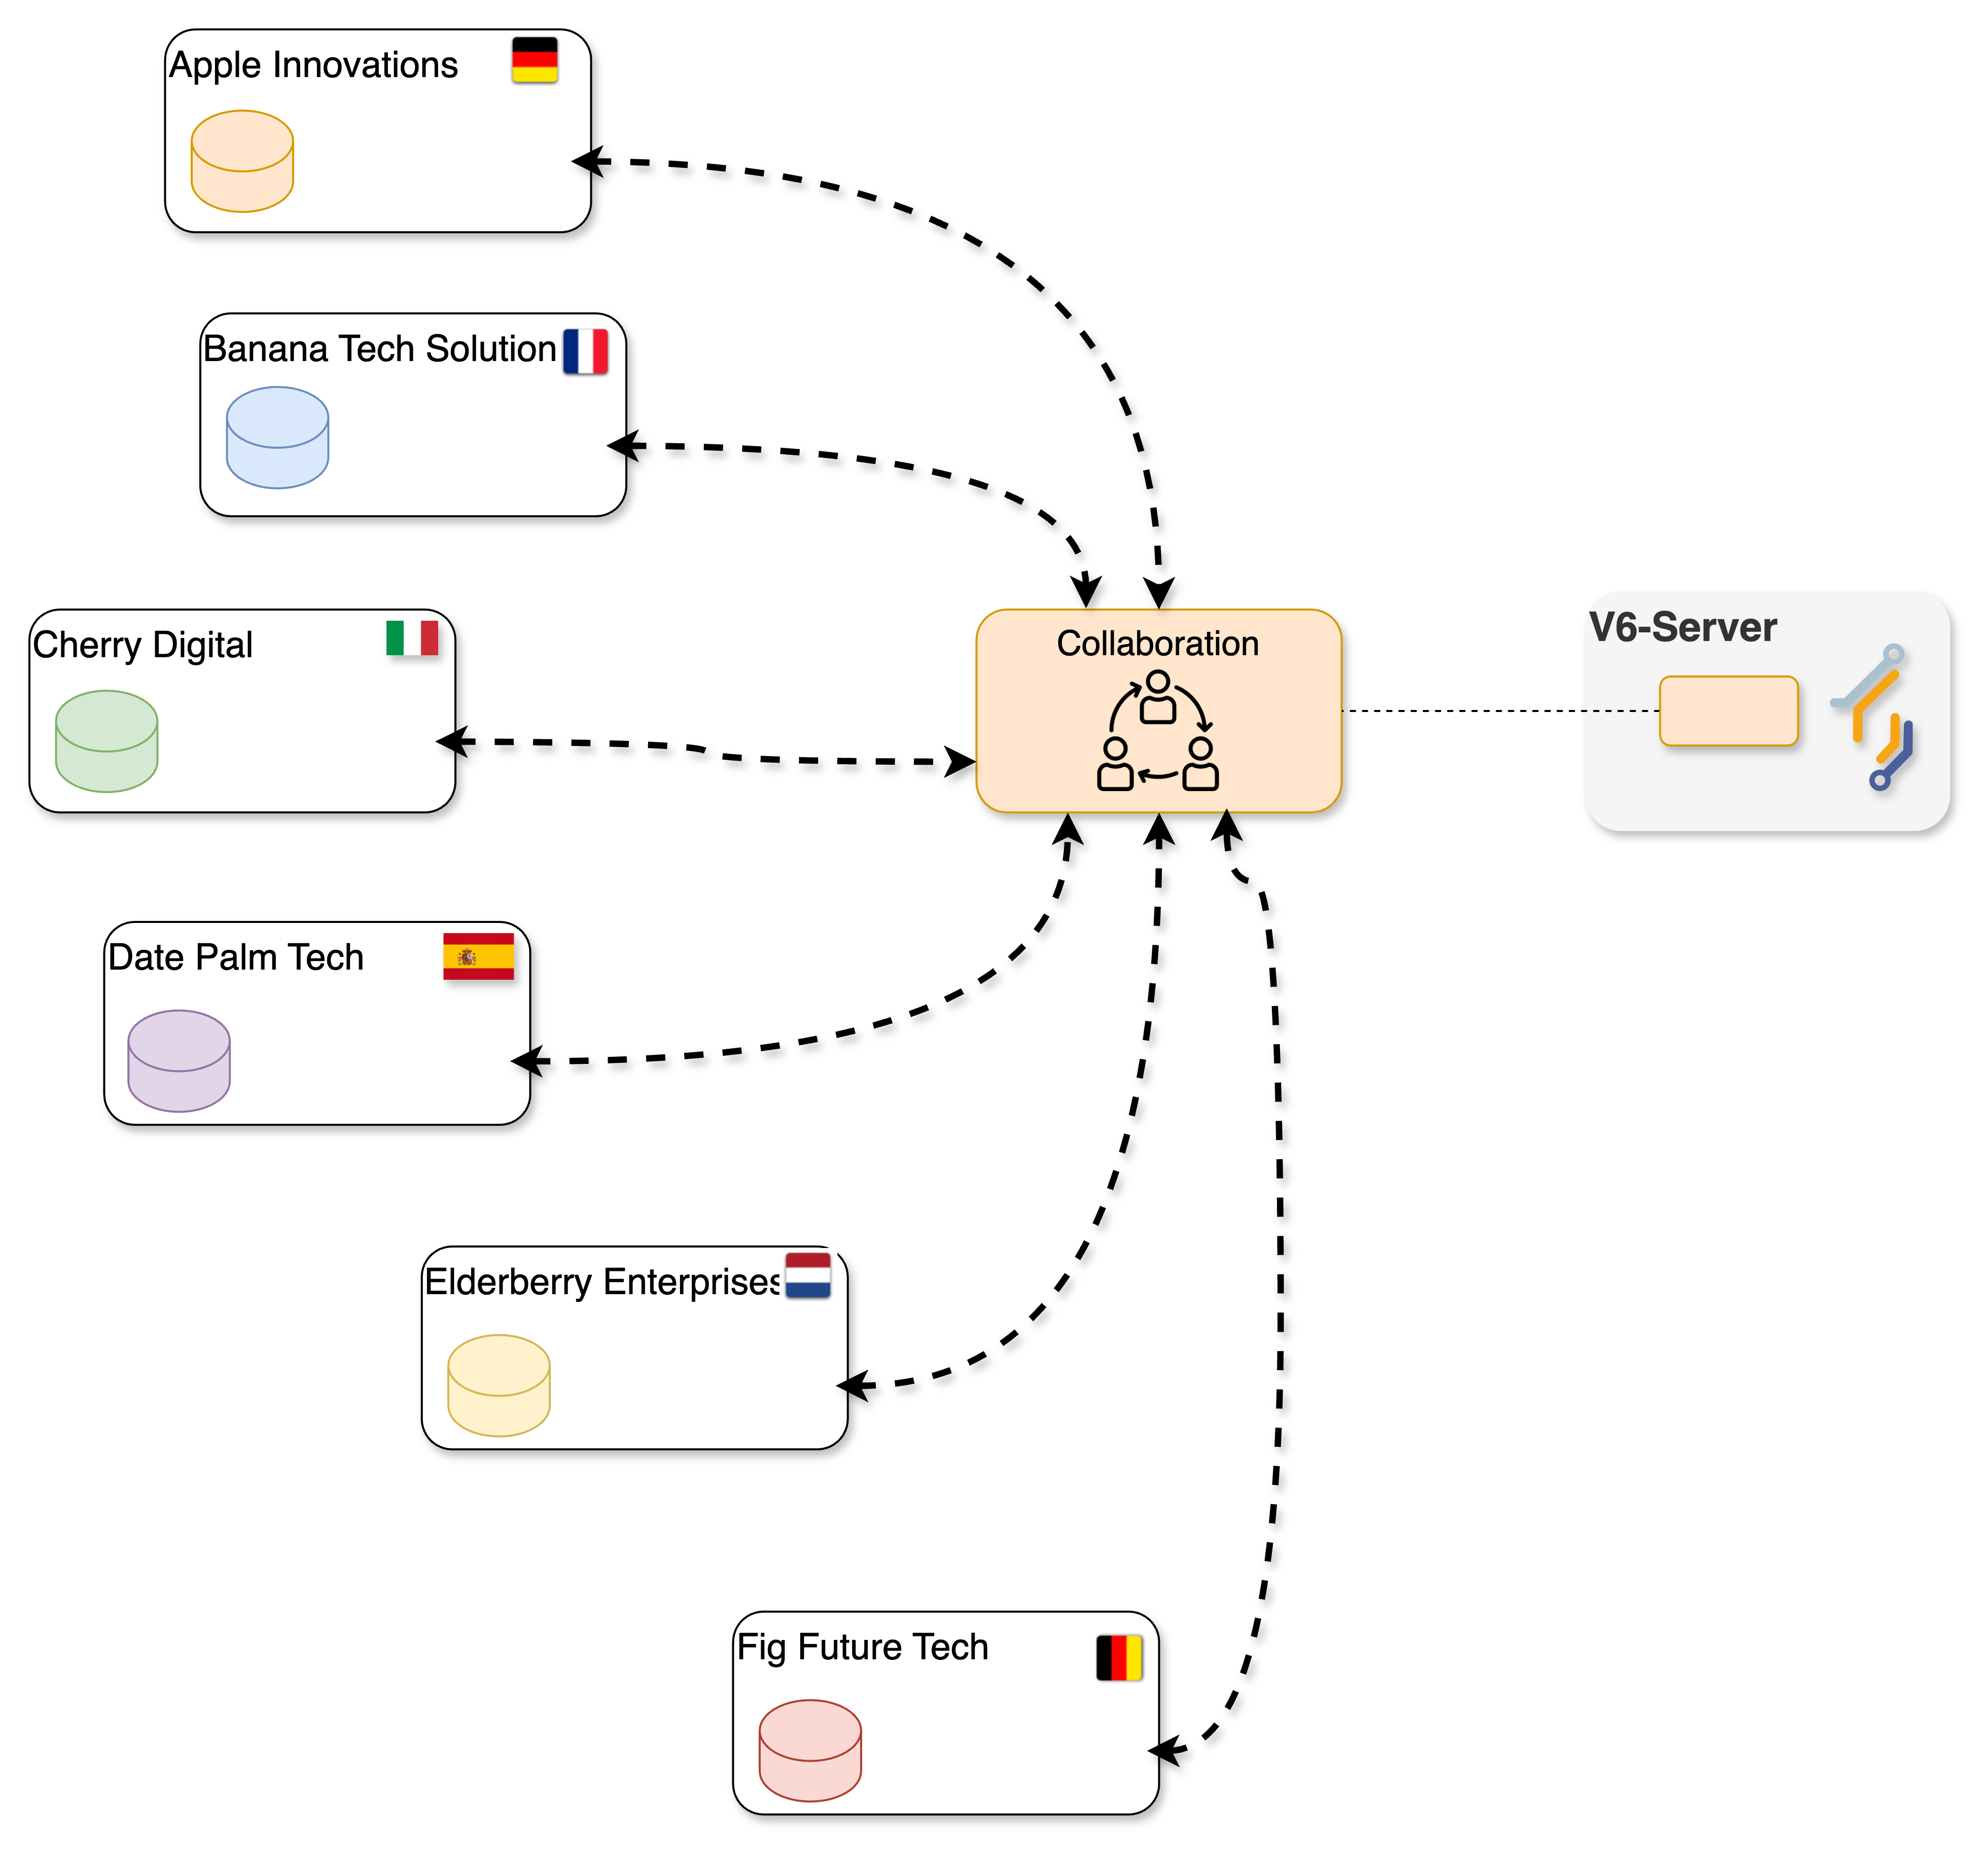 Apple Innovations
Banana Tech Solution
Collaboration
V6-Server
Cherry Digital
Date Palm Tech
Elderberry Enterprises
Fig Future Tech